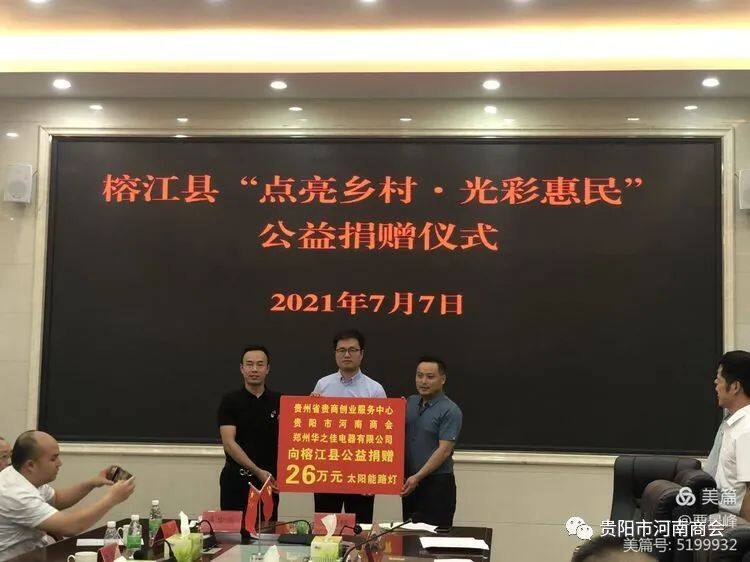 榕江县“点亮乡村·光彩惠民”
公益捐赠仪式
2021年7月7日
贵州省贵商创业服务中心
贵阳市河南商会
郑州华之佳电器有限公司
向榕江县公益捐赠
26万元 太阳能路灯
美篇
贵阳市河南商会
美篇号: 5199932